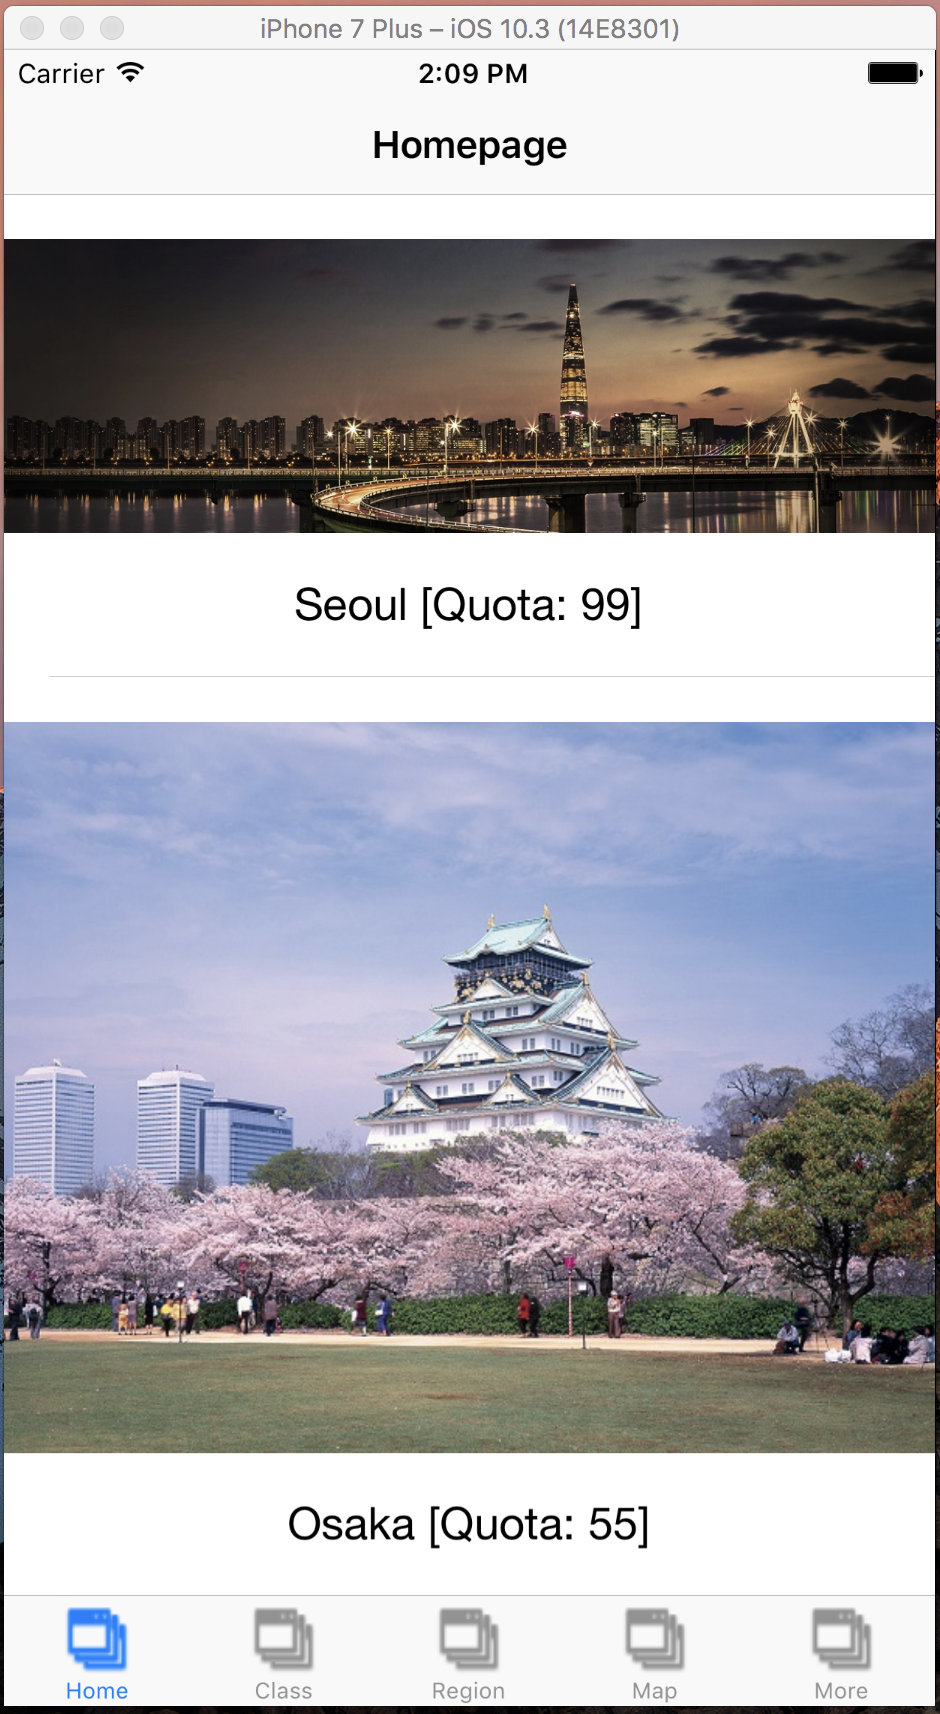 iPhone 7 Plus – iOS 10.3 (14E8301)
Carrier 2:09 PM
Homepage
Seoul [Quota: 99]
Osaka [Quota: 55]
Home Class Region Map More